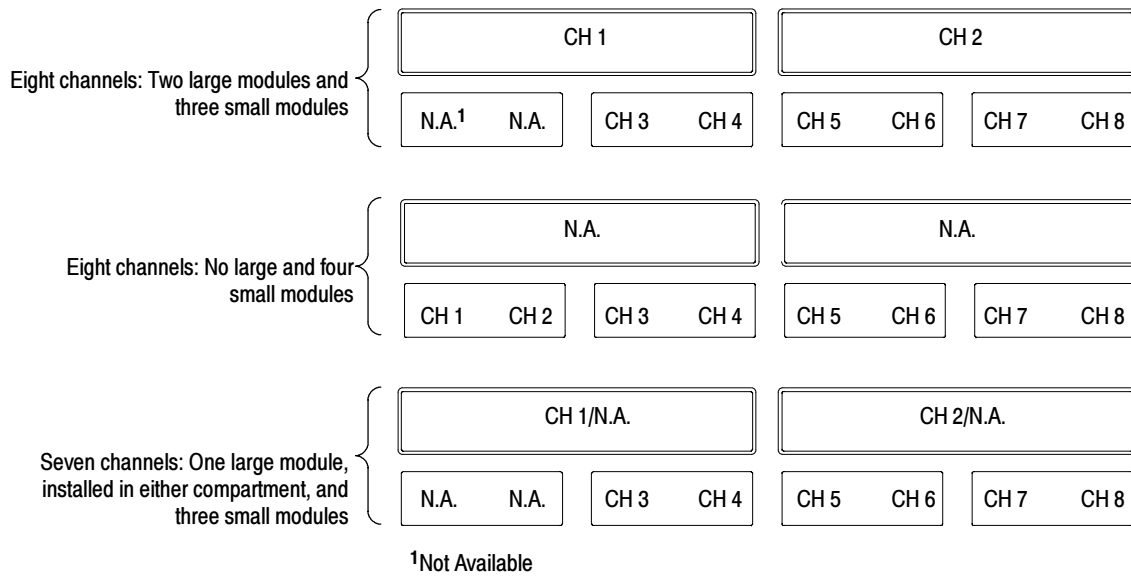 CH 1 CH 2
Eight channels: Two large modules and
three small modules
N.A.1 N.A. CH 3 CH 4 CH 5 CH 6 CH 7 CH 8
N.A. N.A.
Eight channels: No large and four
small modules
CH 1 CH 2 CH 3 CH 4 CH 5 CH 6 CH 7 CH 8
CH 1/N.A. CH 2/N.A.
Seven channels: One large module,
installed in either compartment, and
three small modules
N.A. N.A. CH 3 CH 4 CH 5 CH 6 CH 7 CH 8
1Not Available